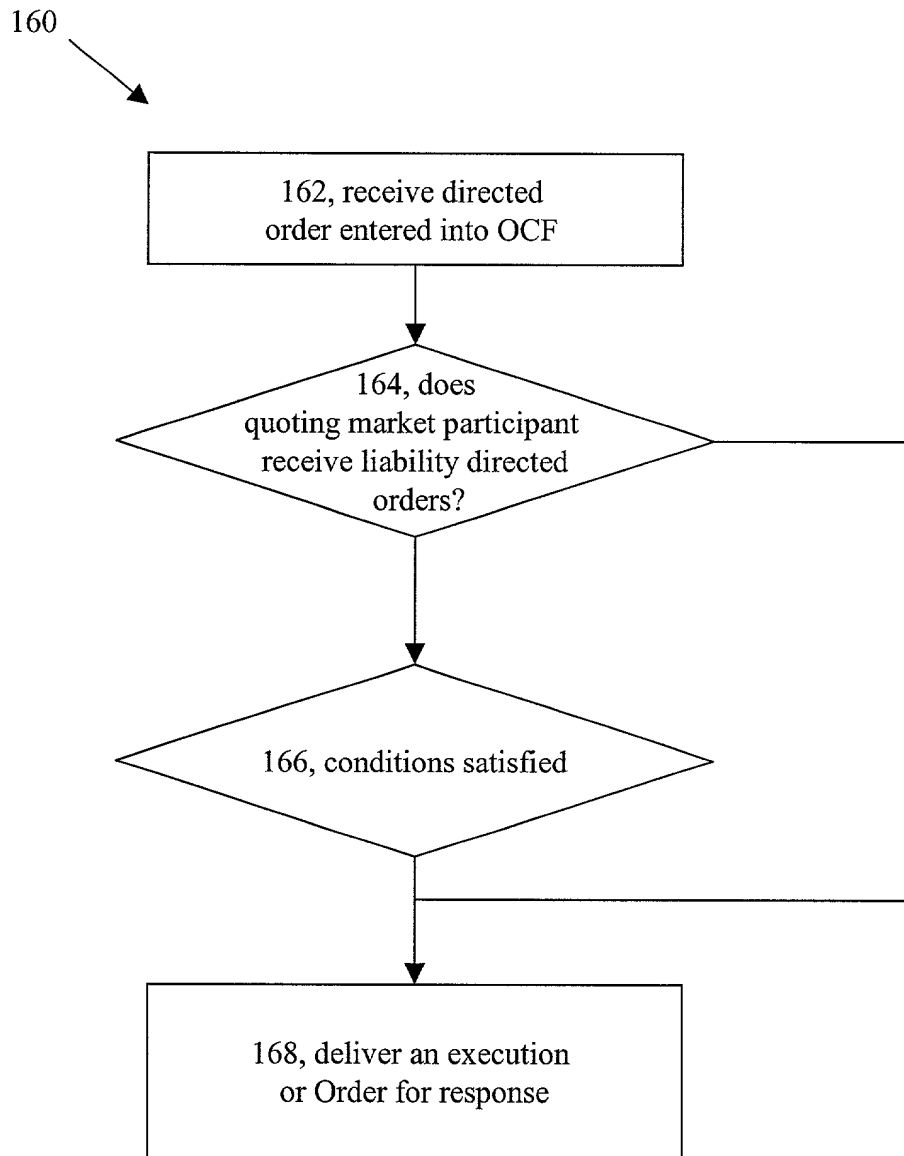 160
162, receive directed
order entered into OCF
164, does
quoting market participant
receive liability directed
orders?
166, conditions satisfied
168, deliver an execution
or Order for response